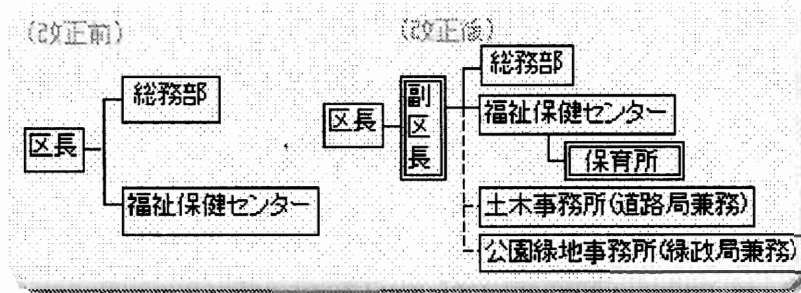 (改正前)
総務部
区長
福祉保健センター
(改正後)
総務部
区長
副区長
福祉保健センター
保育所
土木事務所(道路局兼務)
公園緑地事務所(緑政局兼務)